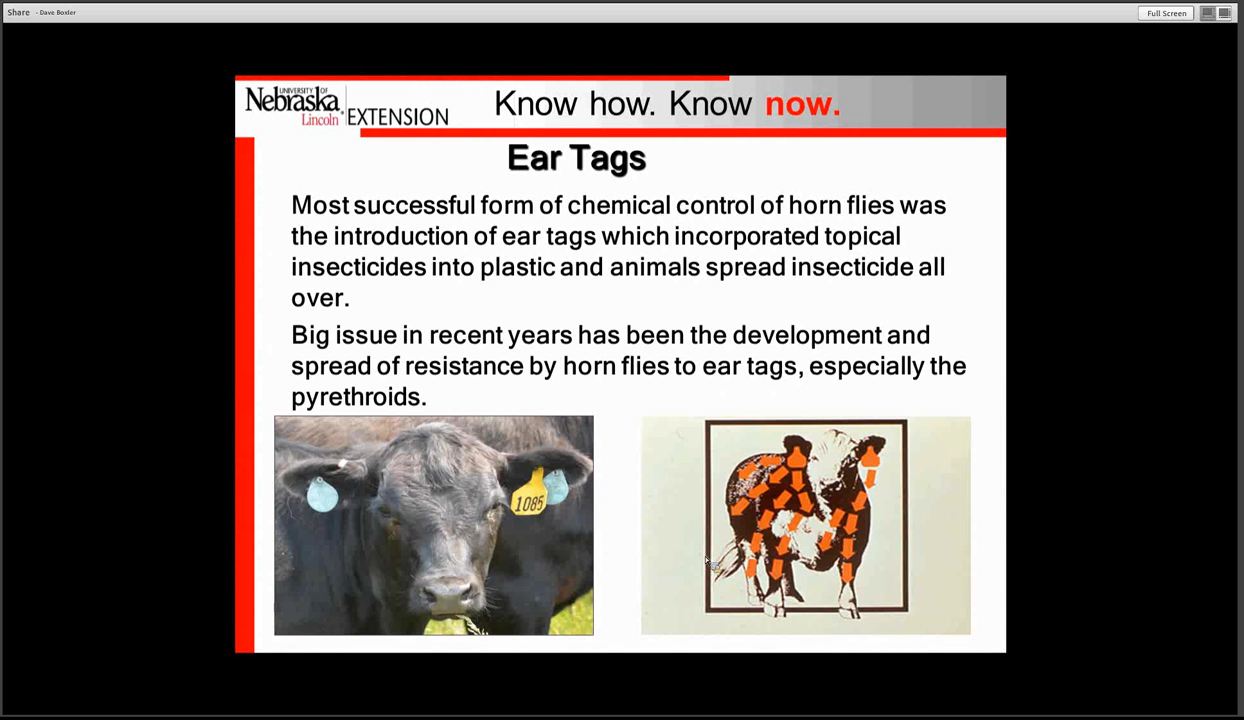 Share - Dave Boxler
Full Screen
UNIVERSITY OF
Nebraska
Lincoln
EXTENSION
Know how. Know now.
Ear Tags
Most successful form of chemical control of horn flies was
the introduction of ear tags which incorporated topical
insecticides into plastic and animals spread insecticide all
over.
Big issue in recent years has been the development and
spread of resistance by horn flies to ear tags, especially the
pyrethroids.
1085